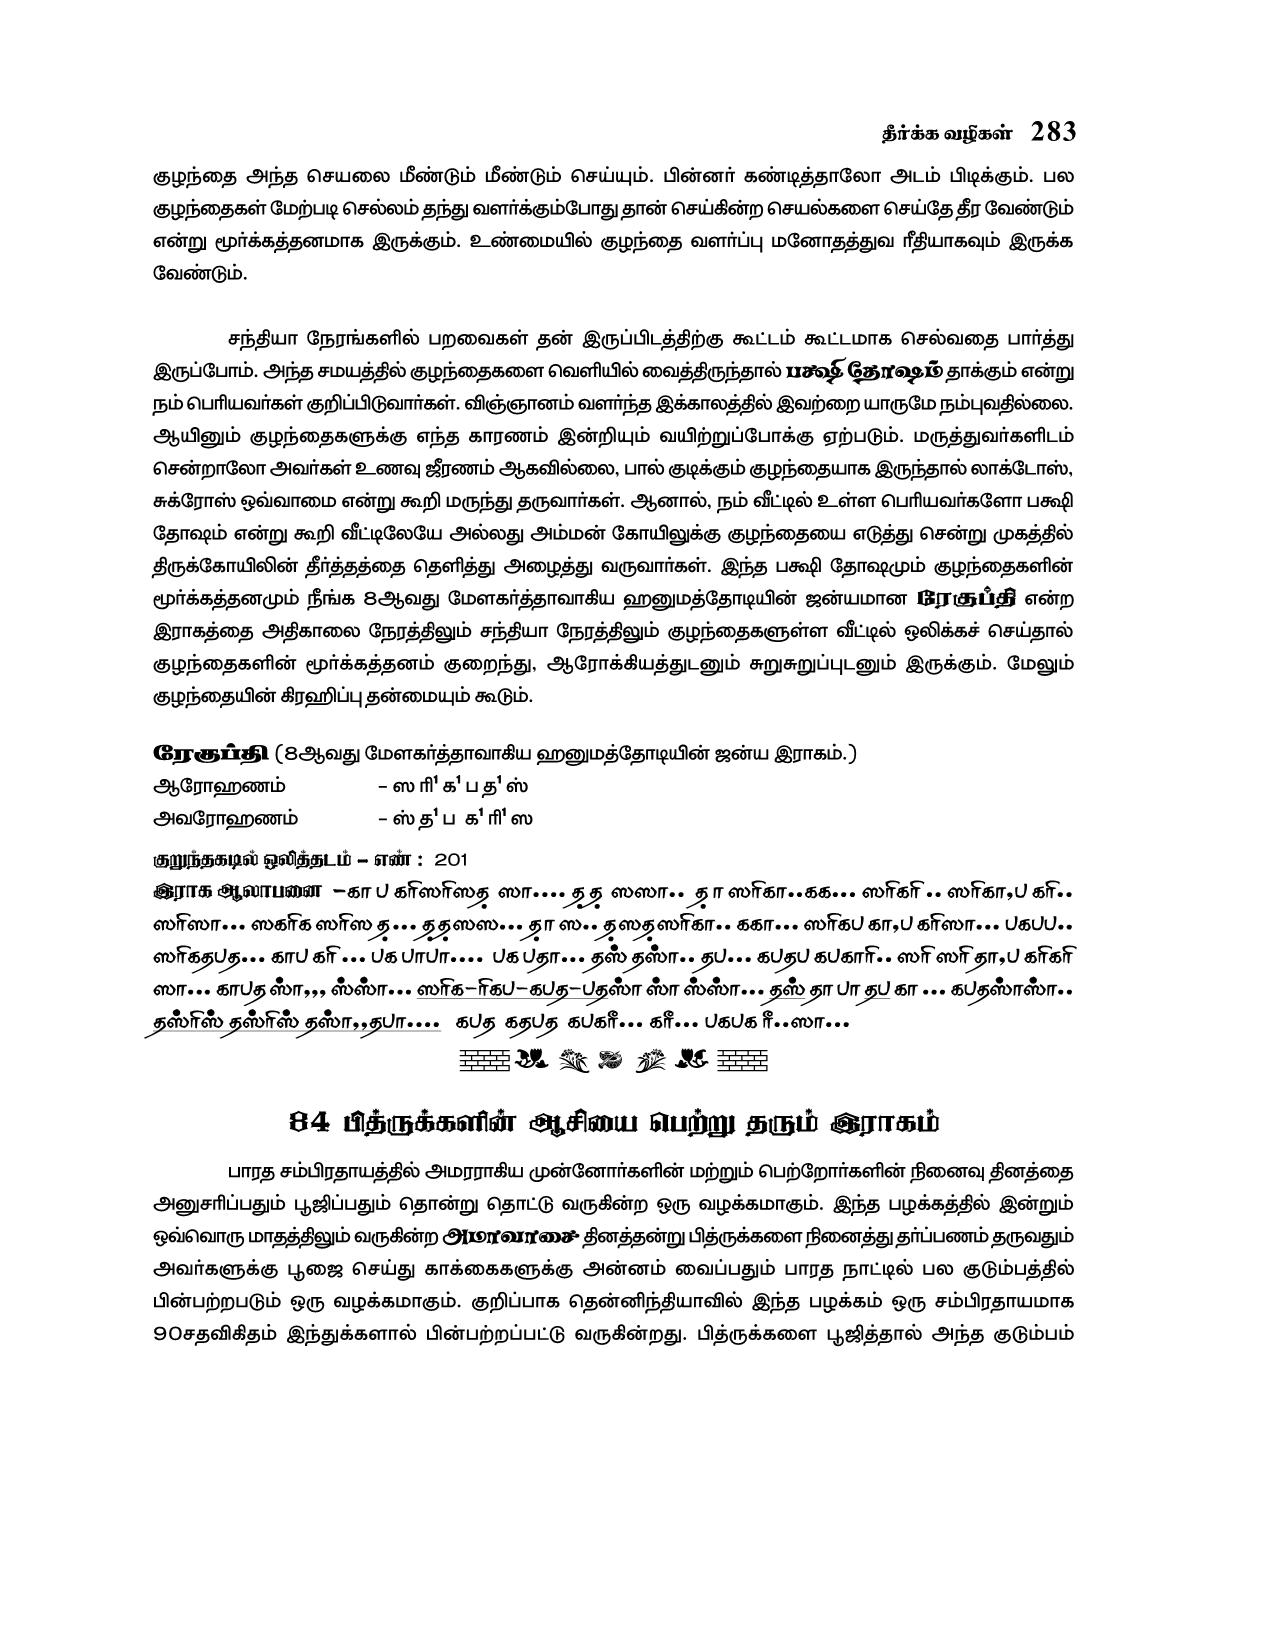 தீர்க்க வழிகள் 283
குழந்தை அந்த செயலை மீண்டும் மீண்டும் செய்யும். பின்னர் கண்டித்தாலோ அடம் பிடிக்கும். பல
குழந்தைகள் மேற்படி செல்லம் தந்து வளர்க்கும்போது தான் செய்கின்ற செயல்களை செய்தே தீர வேண்டும்
என்று மூர்க்கத்தனமாக இருக்கும். உண்மையில் குழந்தை வளர்ப்பு மனோதத்துவ ரீதியாகவும் இருக்க
வேண்டும்.
சந்தியா நேரங்களில் பறவைகள் தன் இருப்பிடத்திற்கு கூட்டம் கூட்டமாக செல்வதை பார்த்து
இருப்போம். அந்த சமயத்தில் குழந்தைகளை வெளியில் வைத்திருந்தால் பக்ஷி தோஷம் தாக்கும் என்று
நம் பெரியவர்கள் குறிப்பிடுவார்கள். விஞ்ஞானம் வளர்ந்த இக்காலத்தில் இவற்றை யாருமே நம்புவதில்லை.
ஆயினும் குழந்தைகளுக்கு எந்த காரணம் இன்றியும் வயிற்றுப்போக்கு ஏற்படும். மருத்துவர்களிடம்
சென்றாலோ அவர்கள் உணவு ஜீரணம் ஆகவில்லை, பால் குடிக்கும் குழந்தையாக இருந்தால் லாக்டோஸ்,
சுக்ரோஸ் ஒவ்வாமை என்று கூறி மருந்து தருவார்கள். ஆனால், நம் வீட்டில் உள்ள பெரியவர்களோ பக்ஷி
தோஷம் என்று கூறி வீட்டிலேயே அல்லது அம்மன் கோயிலுக்கு குழந்தையை எடுத்து சென்று முகத்தில்
திருக்கோயிலின் தீர்த்தத்தை தெளித்து அழைத்து வருவார்கள். இந்த பக்ஷி தோஷமும் குழந்தைகளின்
மூர்க்கத்தனமும் நீங்க 8ஆவது மேளகர்த்தாவாகிய ஹனுமத்தோடியின் ஜன்யமான ரேகுப்தி என்ற
இராகத்தை அதிகாலை நேரத்திலும் சந்தியா நேரத்திலும் குழந்தைகளுள்ள வீட்டில் ஒலிக்கச் செய்தால்
குழந்தைகளின் மூர்க்கத்தனம் குறைந்து, ஆரோக்கியத்துடனும் சுறுசுறுப்புடனும் இருக்கும். மேலும்
குழந்தையின் கிரஹிப்பு தன்மையும் கூடும்.
ரேகுப்தி (8ஆவது மேளகர்த்தாவாகிய ஹனுமத்தோடியின் ஜன்ய இராகம்.)
ஆரோஹணம் – ஸ ரி¹ க¹ ப த¹ ஸ்
அவரோஹணம் – ஸ் த¹ ப க¹ ரி¹ ஸ
குறுந்தகடில் ஒலித்தடம் – எண் : 201
இராக ஆலாபனை –கா ப கரிஸரிஸத ஸா.... த த ஸஸா.. த ா ஸரிகா..கக... ஸரிகரி .. ஸரிகா,ப கரி..
ஸரிஸா... ஸகரிக ஸரிஸ த... ததஸஸ... தா ஸ.. தஸதஸரிகா.. ககா... ஸரிகப கா,ப கரிஸா... பகபப..
ஸரிகதபத... காப கரி ... பக பாபா.... பக பதா... தஸ் தஸ்ா.. தப... கபதப கபகாரி.. ஸரி ஸரி தா,ப கரிகரி
ஸா... காபத ஸ்ா,,, ஸ்ஸ்ா... ஸரிக–ரிகப–கபத–பதஸ்ா ஸ்ா ஸ்ஸ்ா... தஸ் தா பா தப கா ... கபதஸ்ாஸ்ா..
தஸ்ரிஸ் தஸ்ரிஸ் தஸ்ா,,தபா.... கபத கதபத கபகரீ... கரீ... பகபக ரீ..ஸா...
84 பித்ருக்களின் ஆசியை பெற்று தரும் இராகம்
பாரத சம்பிரதாயத்தில் அமரராகிய முன்னோர்களின் மற்றும் பெற்றோர்களின் நினைவு தினத்தை
அனுசரிப்பதும் பூஜிப்பதும் தொன்று தொட்டு வருகின்ற ஒரு வழக்கமாகும். இந்த பழக்கத்தில் இன்றும்
ஒவ்வொரு மாதத்திலும் வருகின்ற அமாவாசை தினத்தன்று பித்ருக்களை நினைத்து தர்ப்பணம் தருவதும்
அவர்களுக்கு பூஜை செய்து காக்கைகளுக்கு அன்னம் வைப்பதும் பாரத நாட்டில் பல குடும்பத்தில்
பின்பற்றபடும் ஒரு வழக்கமாகும். குறிப்பாக தென்னிந்தியாவில் இந்த பழக்கம் ஒரு சம்பிரதாயமாக
90சதவிகிதம் இந்துக்களால் பின்பற்றப்பட்டு வருகின்றது. பித்ருக்களை பூஜித்தால் அந்த குடும்பம்